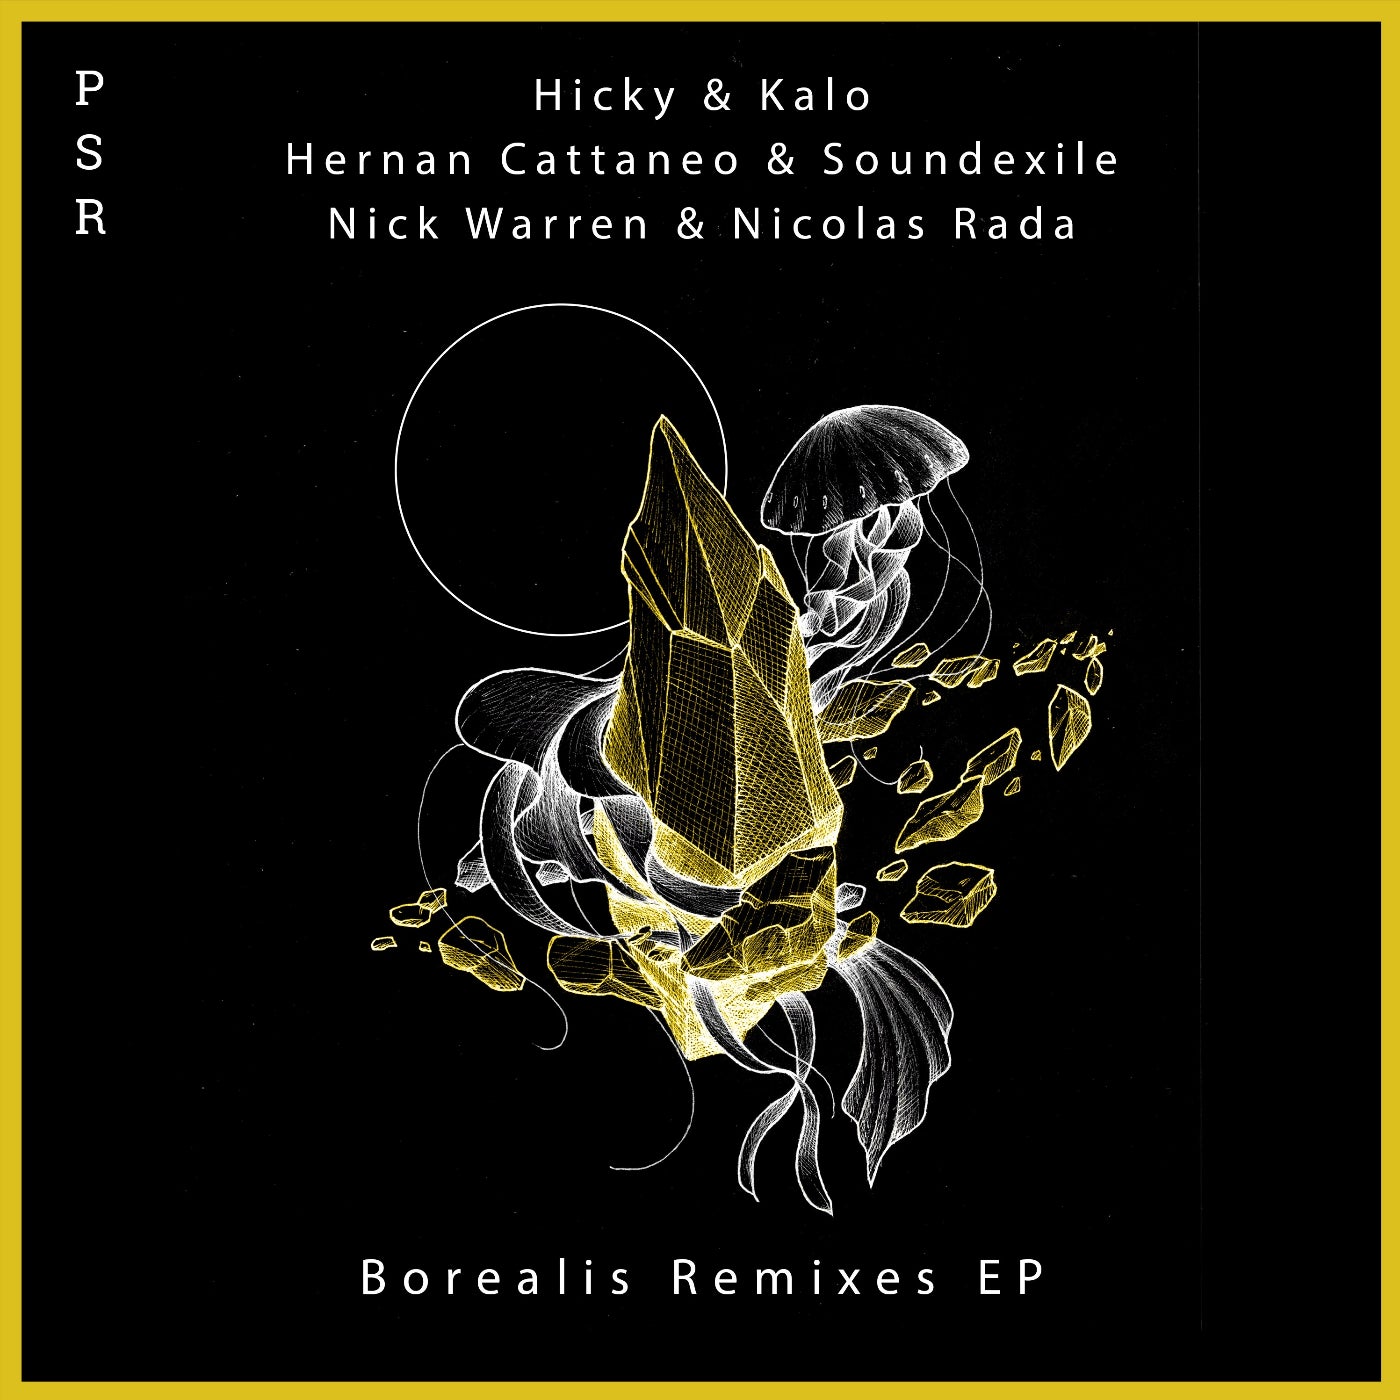 P
S
R
Hicky & Kalo
Hernan Cattaneo & Soundexile
Nick Warren & Nicolas Rada
Borealis Remixes EP